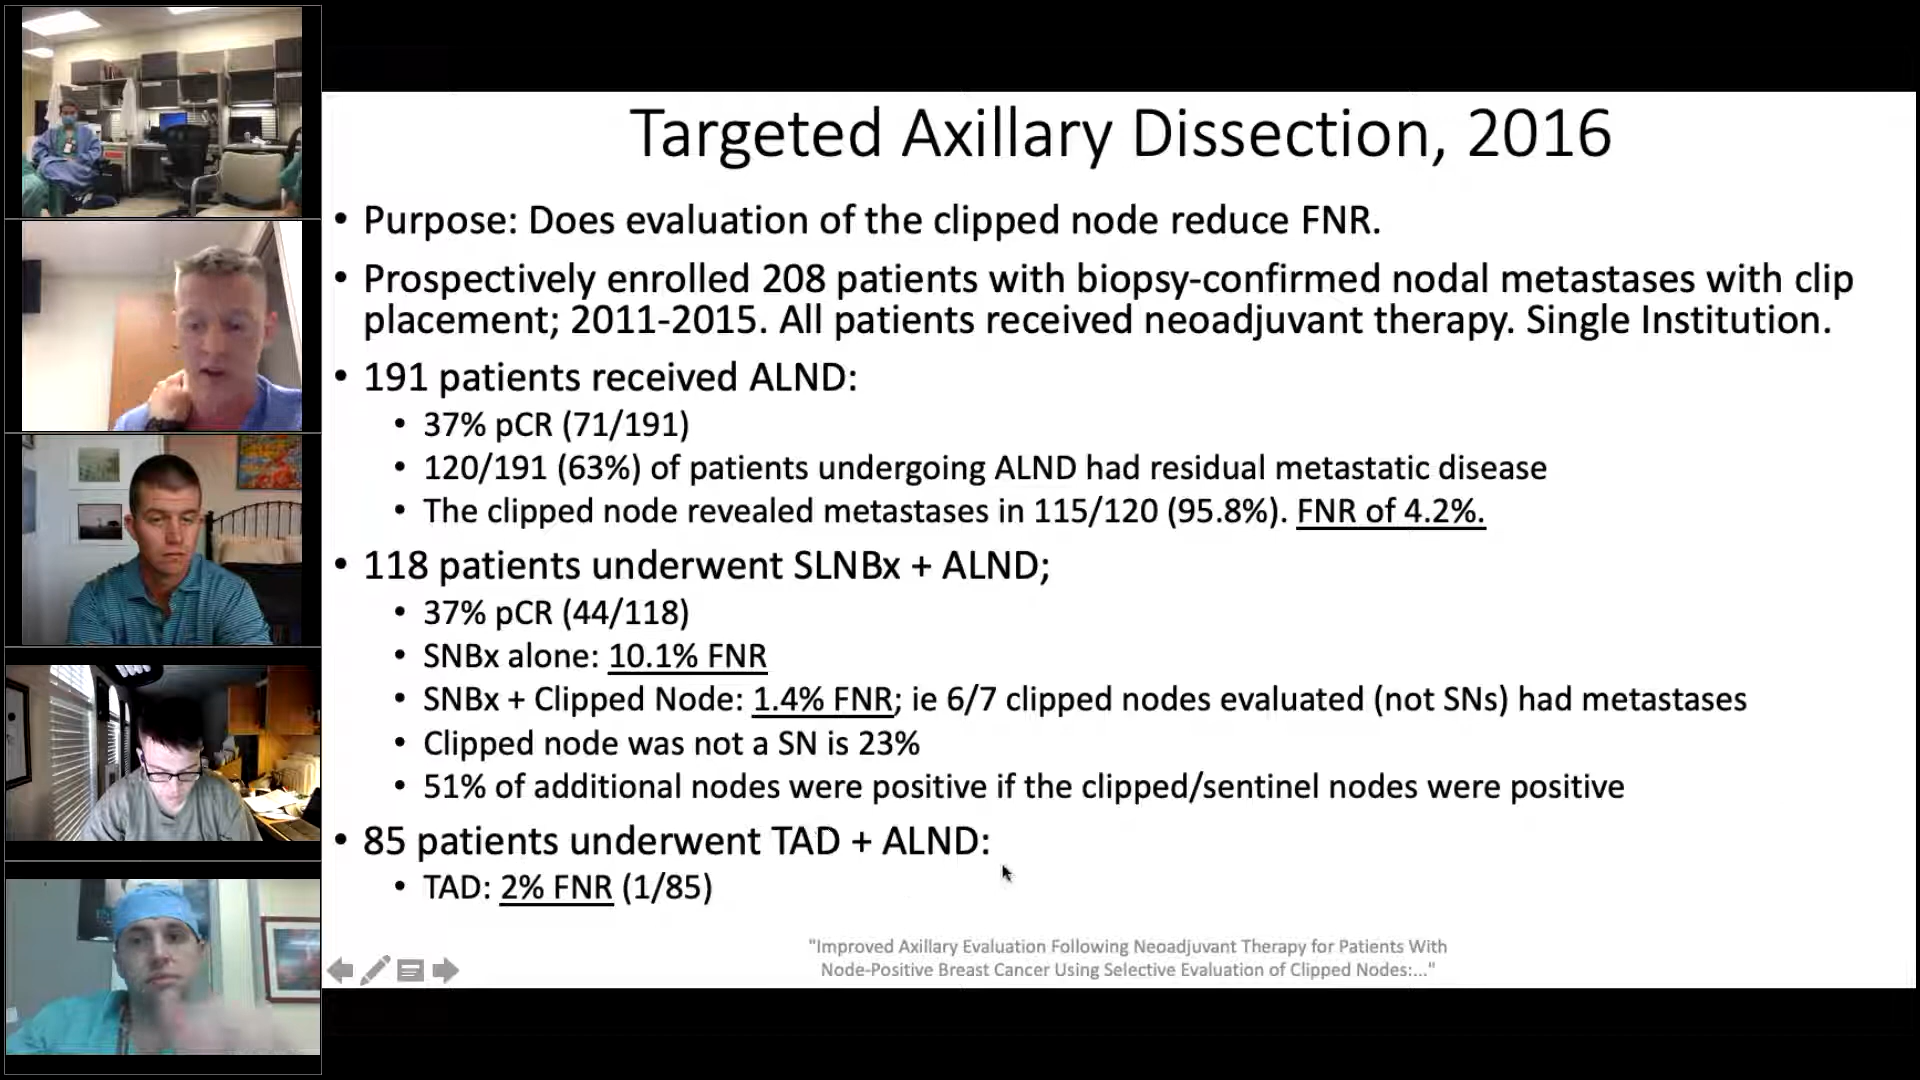 Targeted Axillary Dissection, 2016
• Purpose: Does evaluation of the clipped node reduce FNR.
• Prospectively enrolled 208 patients with biopsy-confirmed nodal metastases with clip
placement; 2011-2015. All patients received neoadjuvant therapy. Single Institution.
• 191 patients received ALND:
• 37% pCR (71/191)
• 120/191 (63%) of patients undergoing ALND had residual metastatic disease
• The clipped node revealed metastases in 115/120 (95.8%). FNR of 4.2%.
• 118 patients underwent SLNBx + ALND;
• 37% pCR (44/118)
• SNBx alone: 10.1% FNR
• SNBx + Clipped Node: 1.4% FNR; ie 6/7 clipped nodes evaluated (not SNs) had metastases
• Clipped node was not a SN is 23%
• 51% of additional nodes were positive if the clipped/sentinel nodes were positive
• 85 patients underwent TAD + ALND:
• TAD: 2% FNR (1/85)
"Improved Axillary Evaluation Following Neoadjuvant Therapy for Patients With
Node-Positive Breast Cancer Using Selective Evaluation of Clipped Nodes:..."